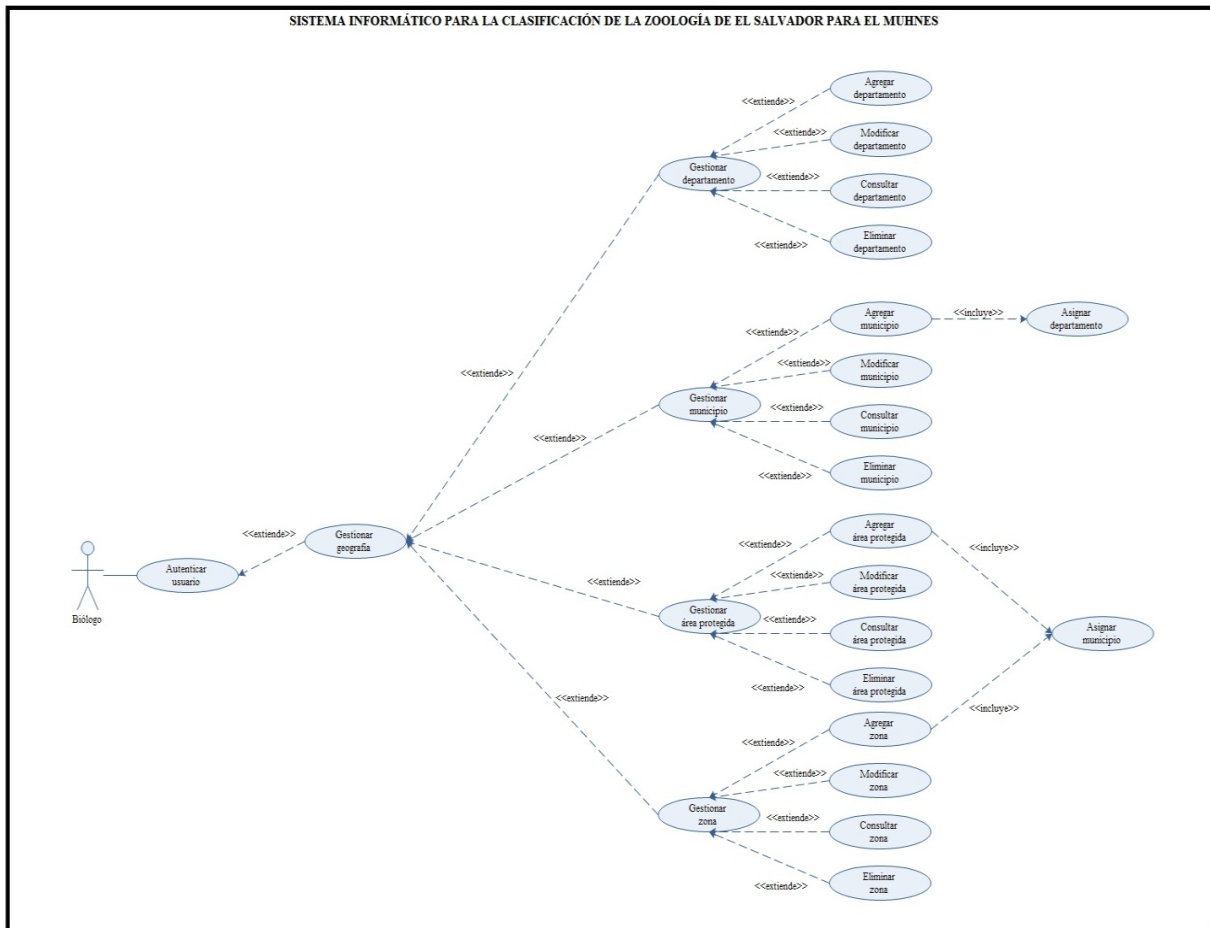 SISTEMA INFORMÁTICO PARA LA CLASIFICACIÓN DE LA ZOOLOGÍA DE EL SALVADOR PARA EL MUHNES
Agregar
departamento
<<extiende>>
Modificar
departamento
<<extiende>>
Gestionar
departamento
<<extiende>>
Consultar
departamento
<<extiende>>
Eliminar
departamento
Agregar
municipio
<<incluye>>
Asignar
departamento
<<extiende>>
Modificar
municipio
<<extiende>>
<<extiende>>
Gestionar
municipio
<<extiende>>
Consultar
municipio
<<extiende>>
<<extiende>>
Eliminar
municipio
Agregar
área protegida
<<extiende>>
<<extiende>>
<<incluye>>
Gestionar
geografía
Autenticar
usuario
Biólogo
Modificar
área protegida
<<extiende>>
<<extiende>>
Gestionar
área protegida
<<extiende>>
Consultar
área protegida
Asignar
municipio
Eliminar
área protegida
<<extiende>>
<<extiende>>
<<incluye>>
Agregar
zona
<<extiende>>
Modificar
zona
<<extiende>>
Gestionar
zona
<<extiende>>
Consultar
zona
<<extiende>>
Eliminar
zona